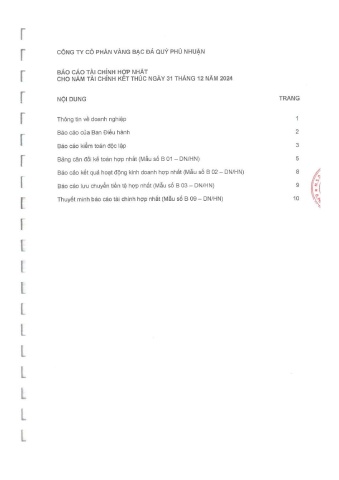 CÔNG TY CỔ PHẦN VÀNG BẠC ĐÁ QUÝ PHÚ NHUẬN
BÁO CÁO TÀI CHÍNH HỢP NHẤT
CHO NĂM TÀI CHÍNH KẾT THÚC NGÀY 31 THÁNG 12 NĂM 2024
NỘI DUNG TRANG
Thông tin về doanh nghiệp 1
Báo cáo của Ban Điều hành 2
Báo cáo kiểm toán độc lập 3
Bảng cân đối kế toán hợp nhất (Mẫu số B 01 – DN/HN) 5
Báo cáo kết quả hoạt động kinh doanh hợp nhất (Mẫu số B 02 – DN/HN) 8
Báo cáo lưu chuyển tiền tệ hợp nhất (Mẫu số B 03 – DN/HN) 9
Thuyết minh báo cáo tài chính hợp nhất (Mẫu số B 09 – DN/HN) 10